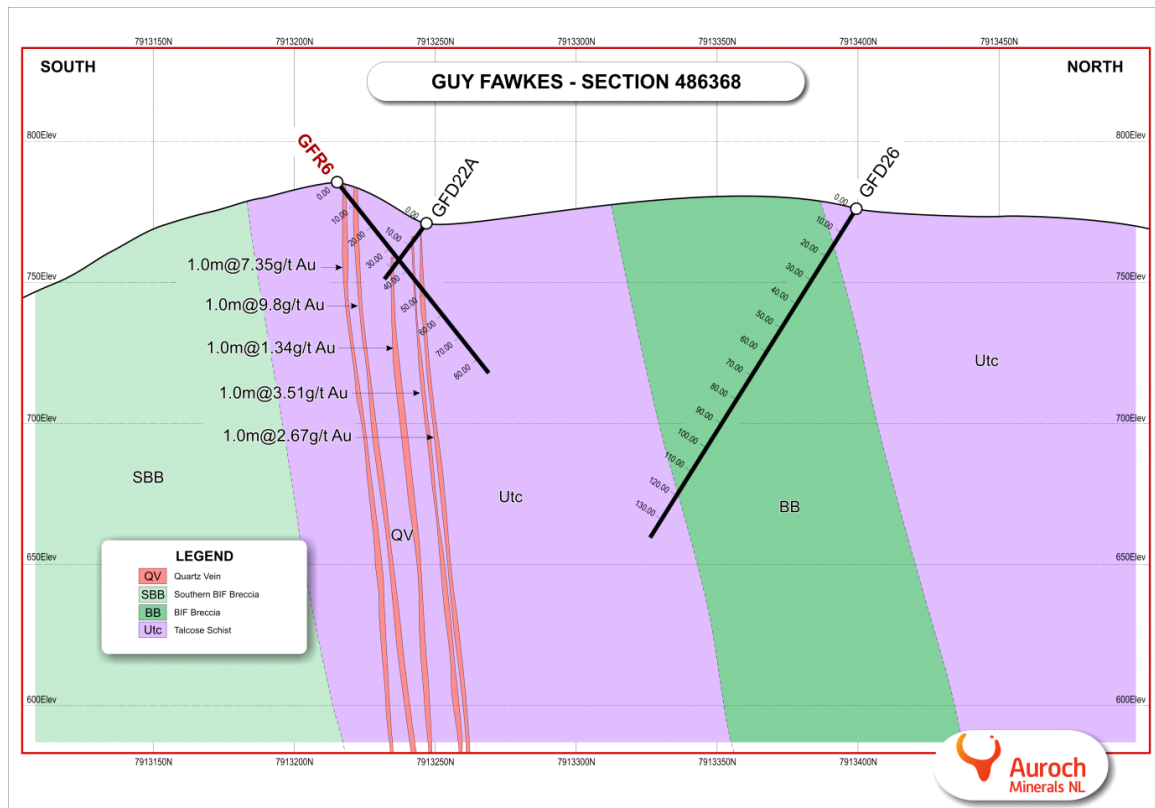 7913150N 7913200N 7913250N 7913300N 7913350N 7913400N 7913450N
SOUTH
GUY FAWKES - SECTION 486368
NORTH
800Elev
800Elev
GFR6
GFD22A
GFD26
0.00
10.00
20.00
30.00
40.00
50.00
60.00
70.00
80.00
0.00
10.00
0.00
10.00
20.00
30.00
40.00
50.00
60.00
70.00
80.00
90.00
100.00
110.00
120.00
130.00
1.0m@7.35g/t Au
750Elev
750Elev
1.0m@9.8g/t Au
1.0m@1.34g/t Au
Utc
1.0m@3.51g/t Au
700Elev
700Elev
1.0m@2.67g/t Au
SBB
Utc
BB
QV
650Elev
650Elev
LEGEND
QV Quartz Vein
SBB Southern BIF Breccia
BB BIF Breccia
Utc Talcose Schist
600Elev
600Elev
Auroch
Minerals NL
7913150N 7913200N 7913250N 7913300N 7913350N 7913400N